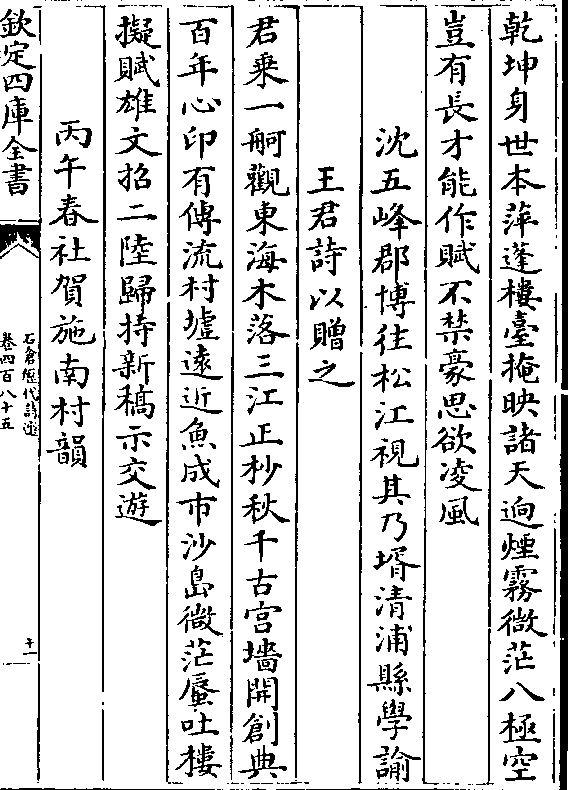 乾坤身世本萍蓬樓臺掩映諸天迥煙霧微茫八極空
豈有長才能作賦不禁豪思欲凌風
沈五峰郡博往松江視其乃壻清浦縣學諭
王君詩以贈之
君乗一舸觀東海木落三江正杪秋千古宫墻開創典
百年心印有傳流村墟遠近魚成市沙島微茫蜃吐樓
擬賦雄文招二陸歸持新稿示交遊
丙午春社賀施南村韻
欽定四庫全書
石倉歴代詩選
卷四百八十五
十一